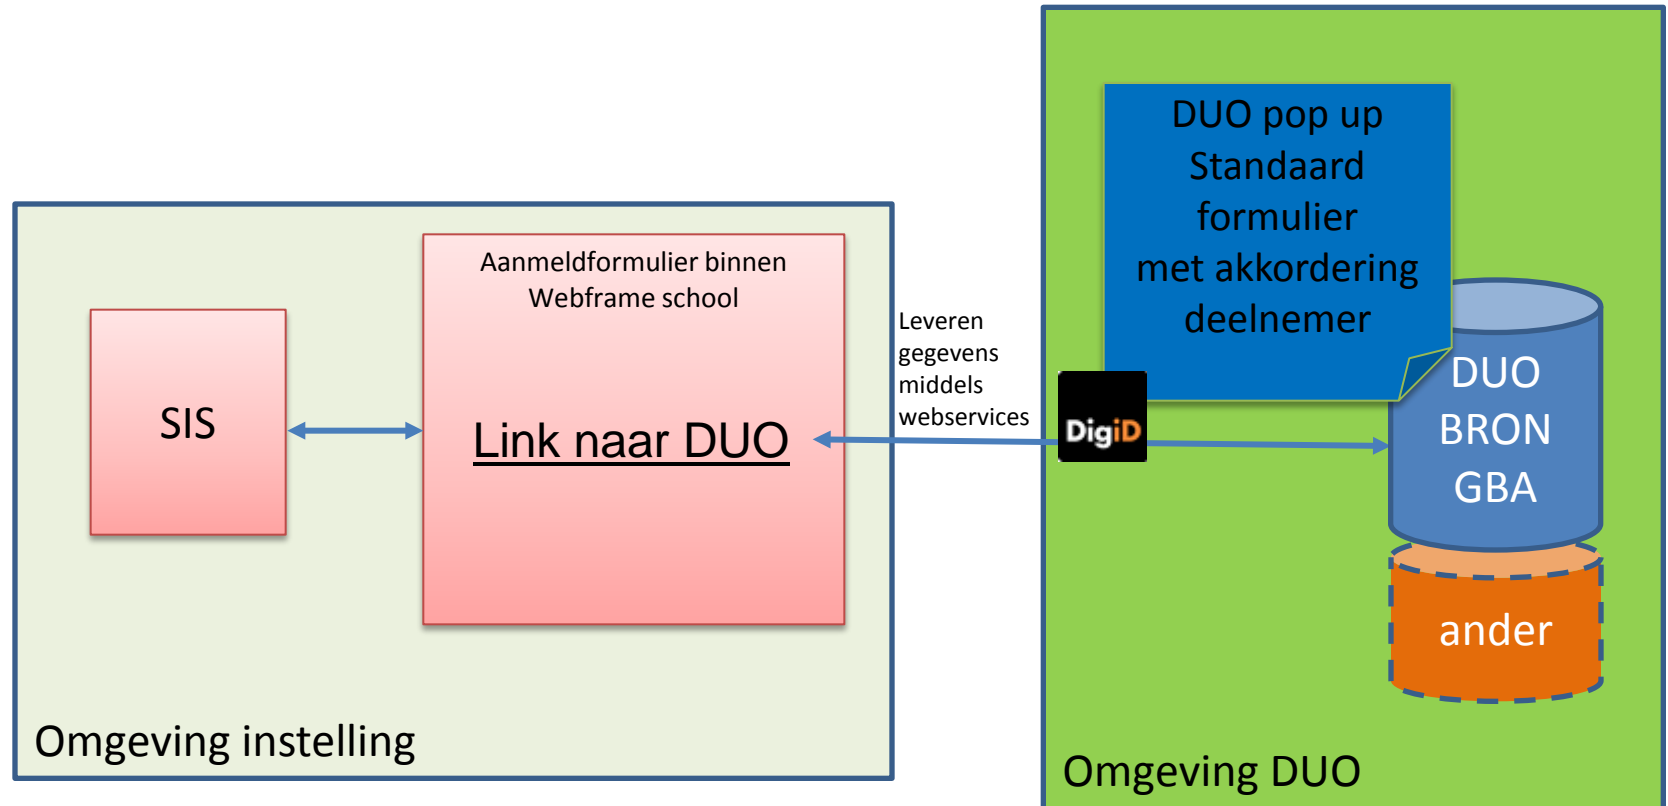 DUO pop up
Standaard
formulier
met akkordering
deelnemer
Aanmeldformulier binnen
Webframe school
SIS
Link naar DUO
Leveren
gegevens
middels
webservices
DigiD
DUO
BRON
GBA
ander
Omgeving instelling
Omgeving DUO